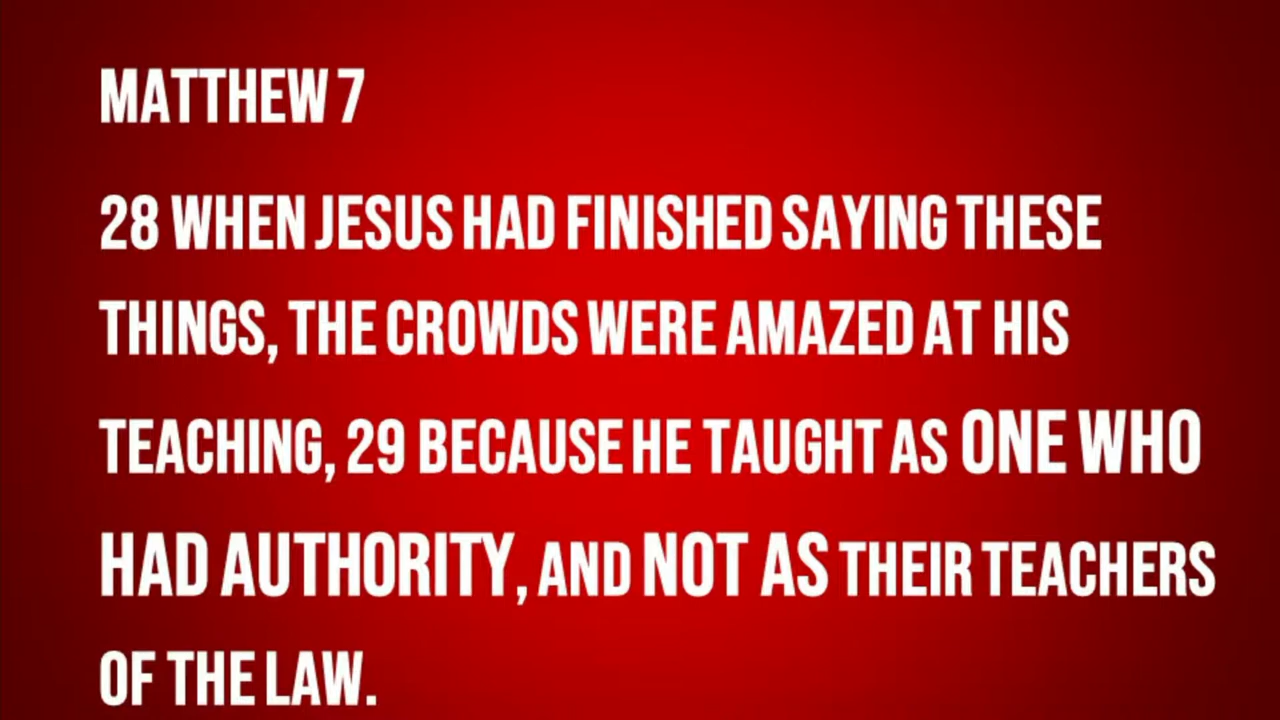 MATTHEW 7
28 WHEN JESUS HAD FINISHED SAYING THESE
THINGS, THE CROWDS WERE AMAZED AT HIS
TEACHING, 29 BECAUSE HE TAUGHT AS ONE WHO
HAD AUTHORITY, AND NOT AS THEIR TEACHERS
OF THE LAW.